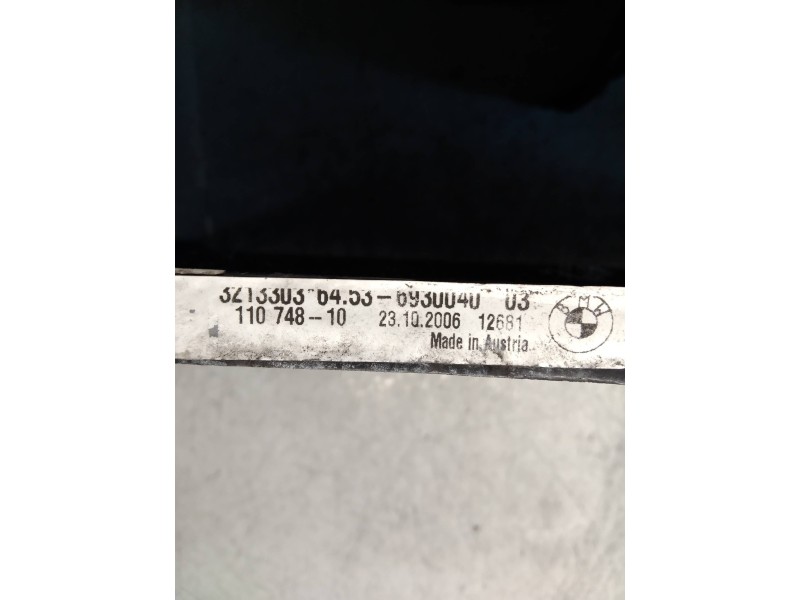 3213303 64.53-6930040 03
110 748-10 23.10.2006 12681
Made in Austria
BMW